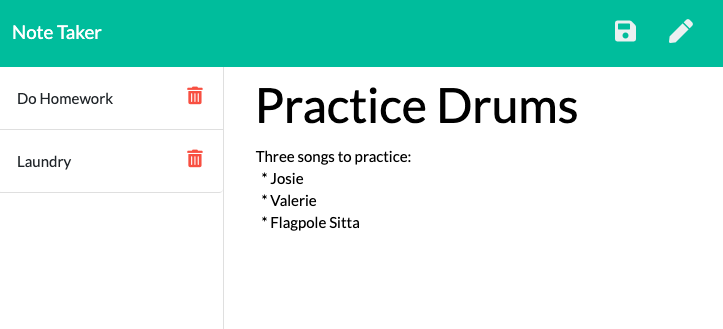 Note Taker
Do Homework
Laundry
Practice Drums
Three songs to practice:
* Josie
* Valerie
* Flagpole Sitta